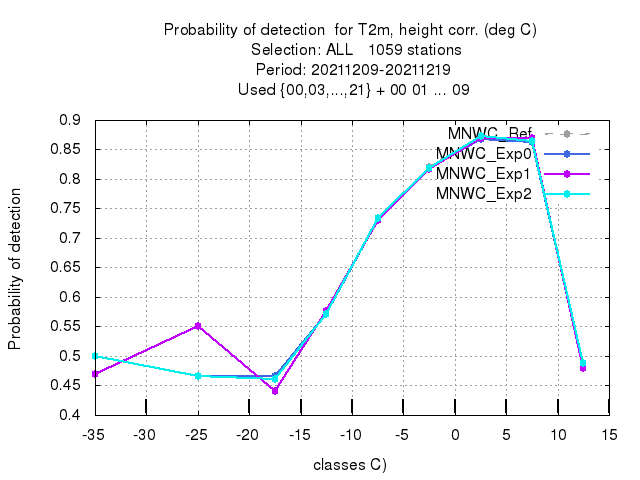 Probability of detection  for T2m, height corr. (deg C)
Selection: ALL   1059 stations
Period: 20211209-20211219
Used {00,03,...,21} + 00 01 ... 09
Probability of detection
0.9
0.85
0.8
0.75
0.7
0.65
0.6
0.55
0.5
0.45
0.4
MNWC_Ref
MNWC_Exp0
MNWC_Exp1
MNWC_Exp2
-35 -30 -25 -20 -15 -10 -5 0 5 10 15
classes C)